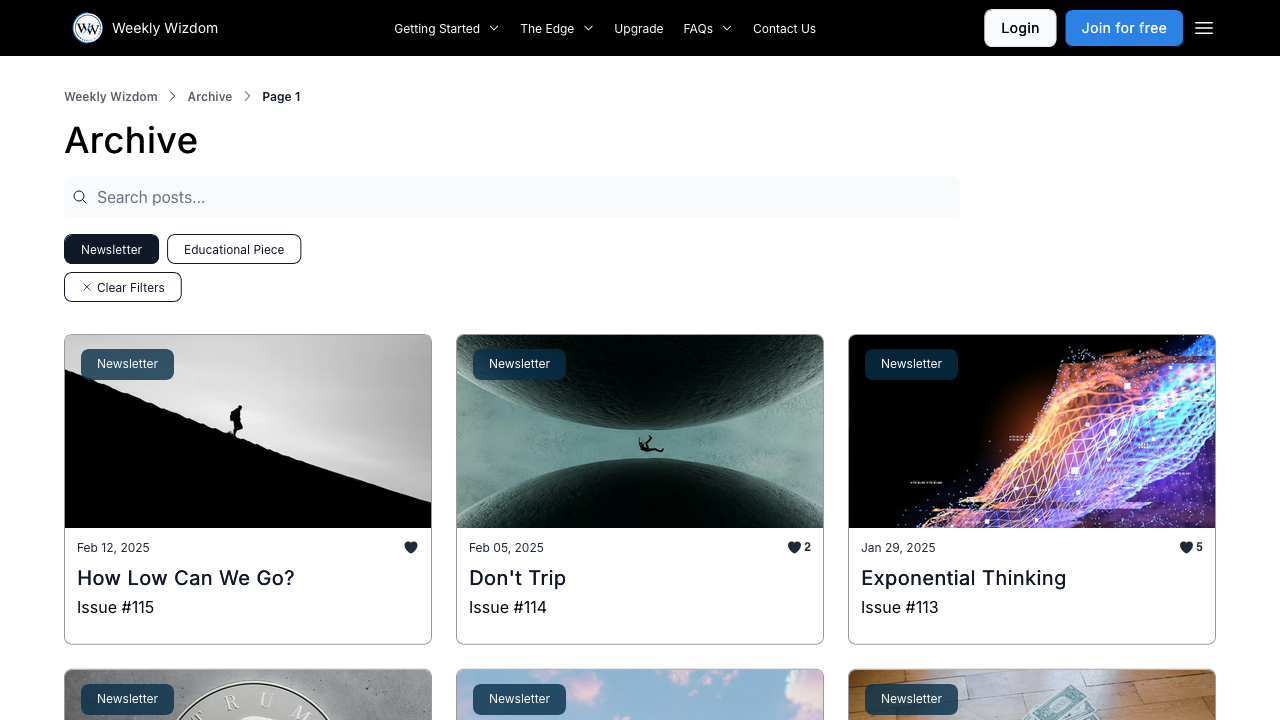 Weekly Wizdom
Getting Started
The Edge
Upgrade
FAQs
Contact Us
Login
Join for free
Weekly Wizdom > Archive > Page 1
Archive
Search posts...
Newsletter
Educational Piece
Clear Filters
Newsletter
Newsletter
Newsletter
Feb 12, 2025
Feb 05, 2025
2
Jan 29, 2025
5
How Low Can We Go?
Don't Trip
Exponential Thinking
Issue #115
Issue #114
Issue #113
Newsletter
TRUM
Newsletter
Newsletter